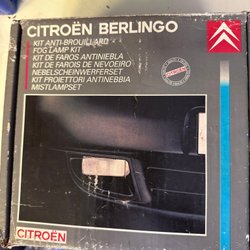 CITROËN BERLINGO
KIT ANTI-BROUILLARD
FOG LAMP KIT
KIT DE FAROS ANTINIEBLA
KIT DE FAROIS DE NEVOEIRO
NEBELSCHEINWERFERSET
KIT PROIETTORI ANTINEBBIA
MISTLAMPSET
CITROËN